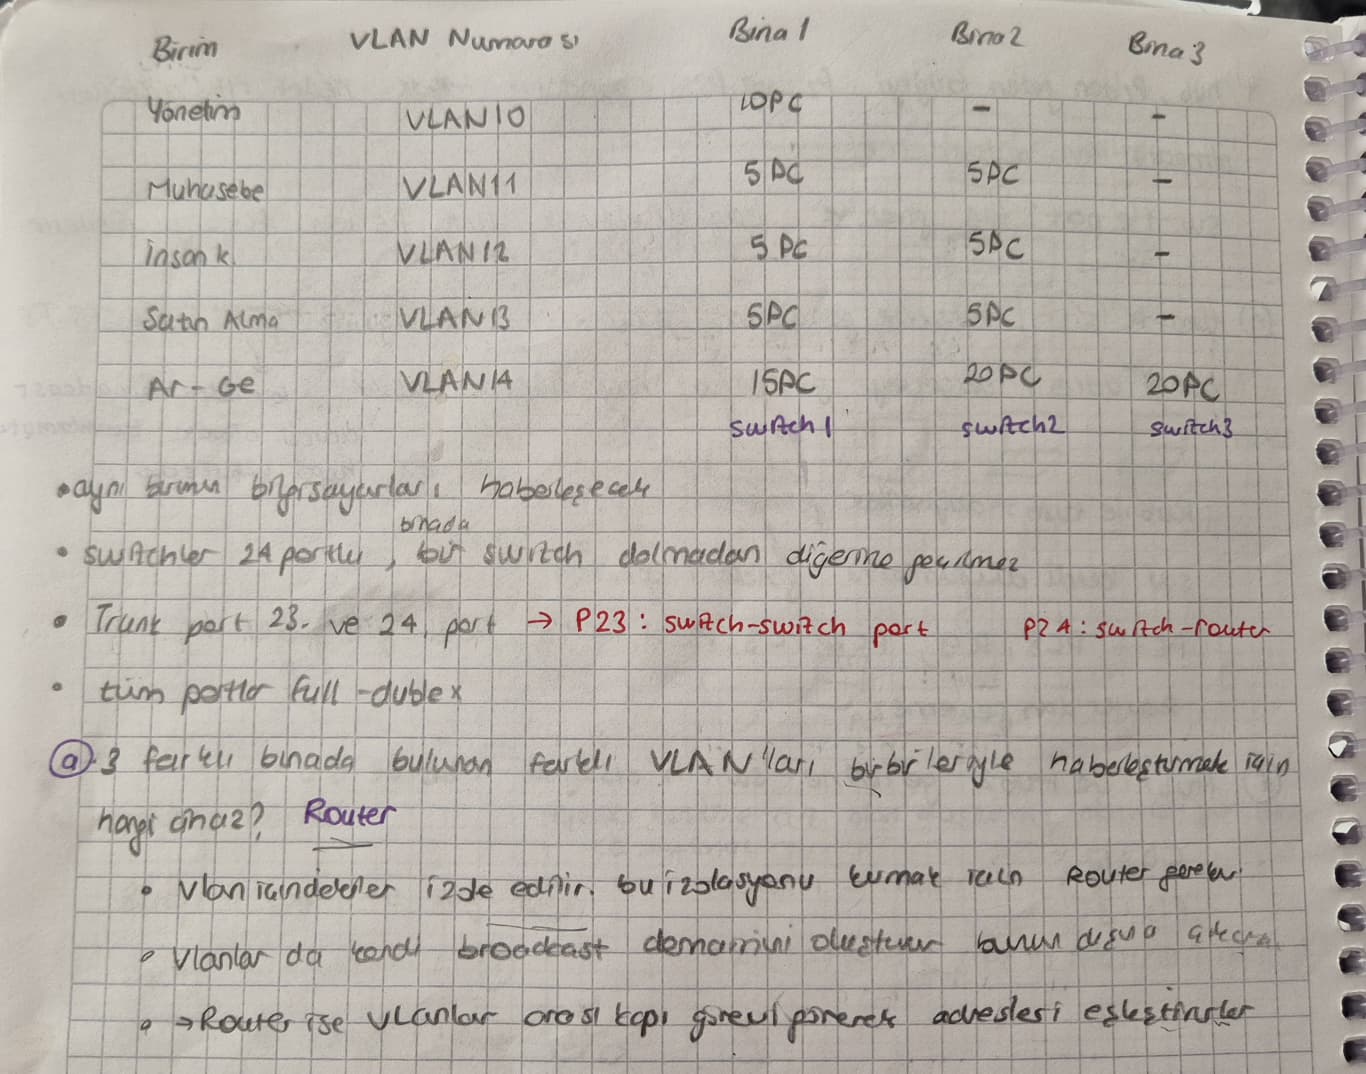 Birim VLAN Numarası Bina 1 Bina 2 Bina 3
Yönetim VLAN10 10PC - -
Muhasebe VLAN11 5PC 5PC -
İnsan k. VLAN12 5PC 5PC -
Satın Alma VLAN13 5PC 5PC -
Ar-Ge VLAN14 15PC 20PC 20PC
switch1 switch2 switch3
• aynı birimin bilgisayarları haberleşecek
binada
• switchler 24 portlu, bir switch dolmadan diğerine geçilmez
• Trunk port 23. ve 24. port → P23 : switch-switch port P24 : switch-router
• tüm portlar full-dublex
a. 3 farklı binada bulunan farklı VLAN'ları birbirleriyle haberleştirmek için
hangi cihaz? Router
• Vlan içindekiler izole edilir. bu izolasyonu kırmak için Router gerekir
• Vlanlar da kendi broadcast domainini oluşturur bunun dışına
• → Router ise vlanlar arası kapı görevi görerek adresleri eşleştirirler